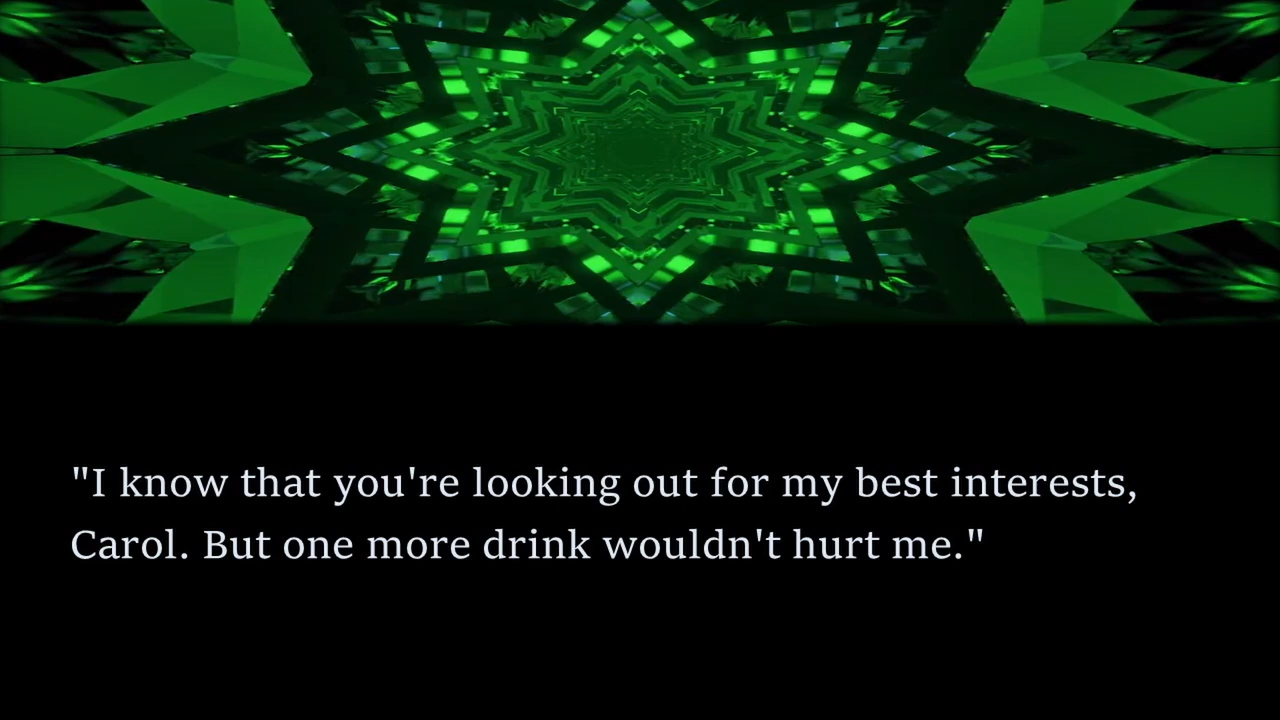 "I know that you're looking out for my best interests,
Carol. But one more drink wouldn't hurt me."